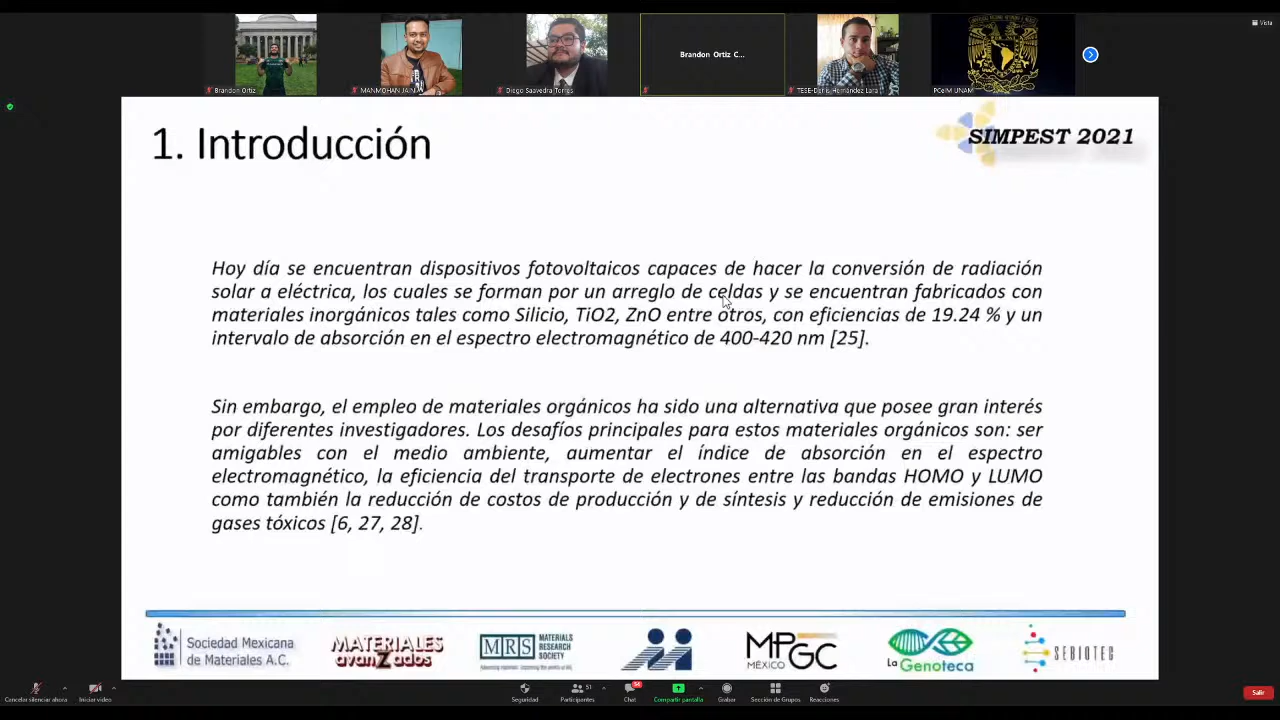 Vista
Brandon Ortiz C...
Brandon Ortiz
MANMOHAN JAIN
Diego Saavedra Torres
TESE-Denis Hernández Lara
PCeIM UNAM
1. Introducción
SIMPEST 2021
Hoy día se encuentran dispositivos fotovoltaicos capaces de hacer la conversión de radiación
solar a eléctrica, los cuales se forman por un arreglo de celdas y se encuentran fabricados con
materiales inorgánicos tales como Silicio, TiO2, ZnO entre otros, con eficiencias de 19.24 % y un
intervalo de absorción en el espectro electromagnético de 400-420 nm [25].
Sin embargo, el empleo de materiales orgánicos ha sido una alternativa que posee gran interés
por diferentes investigadores. Los desafíos principales para estos materiales orgánicos son: ser
amigables con el medio ambiente, aumentar el índice de absorción en el espectro
electromagnético, la eficiencia del transporte de electrones entre las bandas HOMO y LUMO
como también la reducción de costos de producción y de síntesis y reducción de emisiones de
gases tóxicos [6, 27, 28].
Sociedad Mexicana
de Materiales A.C.
MATERIALES
avanZados
MRS MATERIALS
RESEARCH
SOCIETY
MPGC
MÉXICO
La Genoteca
SEBIOTEC
Cancelar silenciar ahora
Iniciar video
Seguridad
51
Participantes
54
Chat
Compartir pantalla
Grabar
Sección de Grupos
Reacciones
Salir